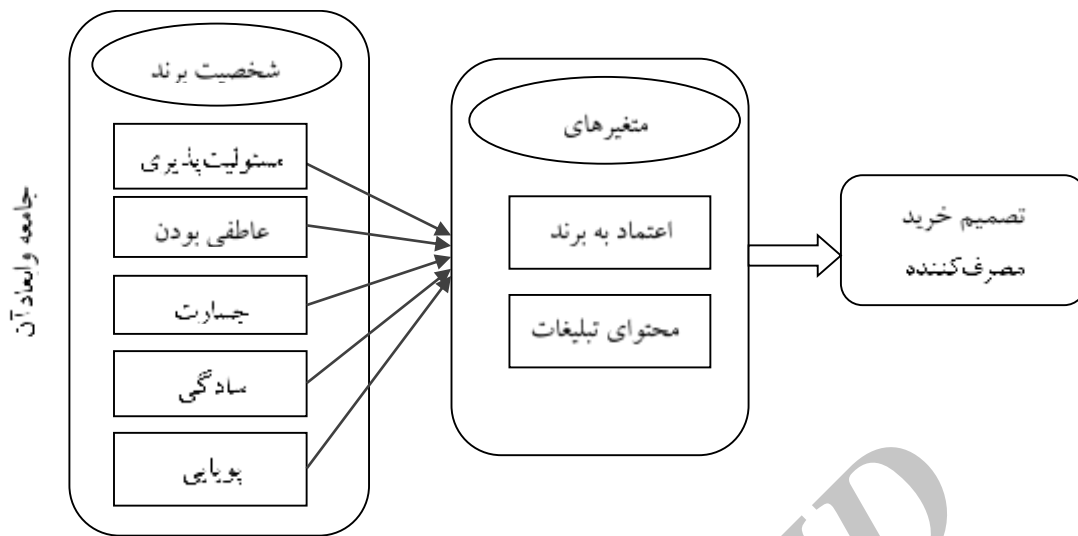 جامعه وابعاد آن
شخصیت برند
مسئولیت‌پذیری
عاطفی بودن
جسارت
سادگی
پویایی
متغیرهای
اعتماد به برند
محتوای تبلیغات
تصمیم خرید
مصرف‌کننده